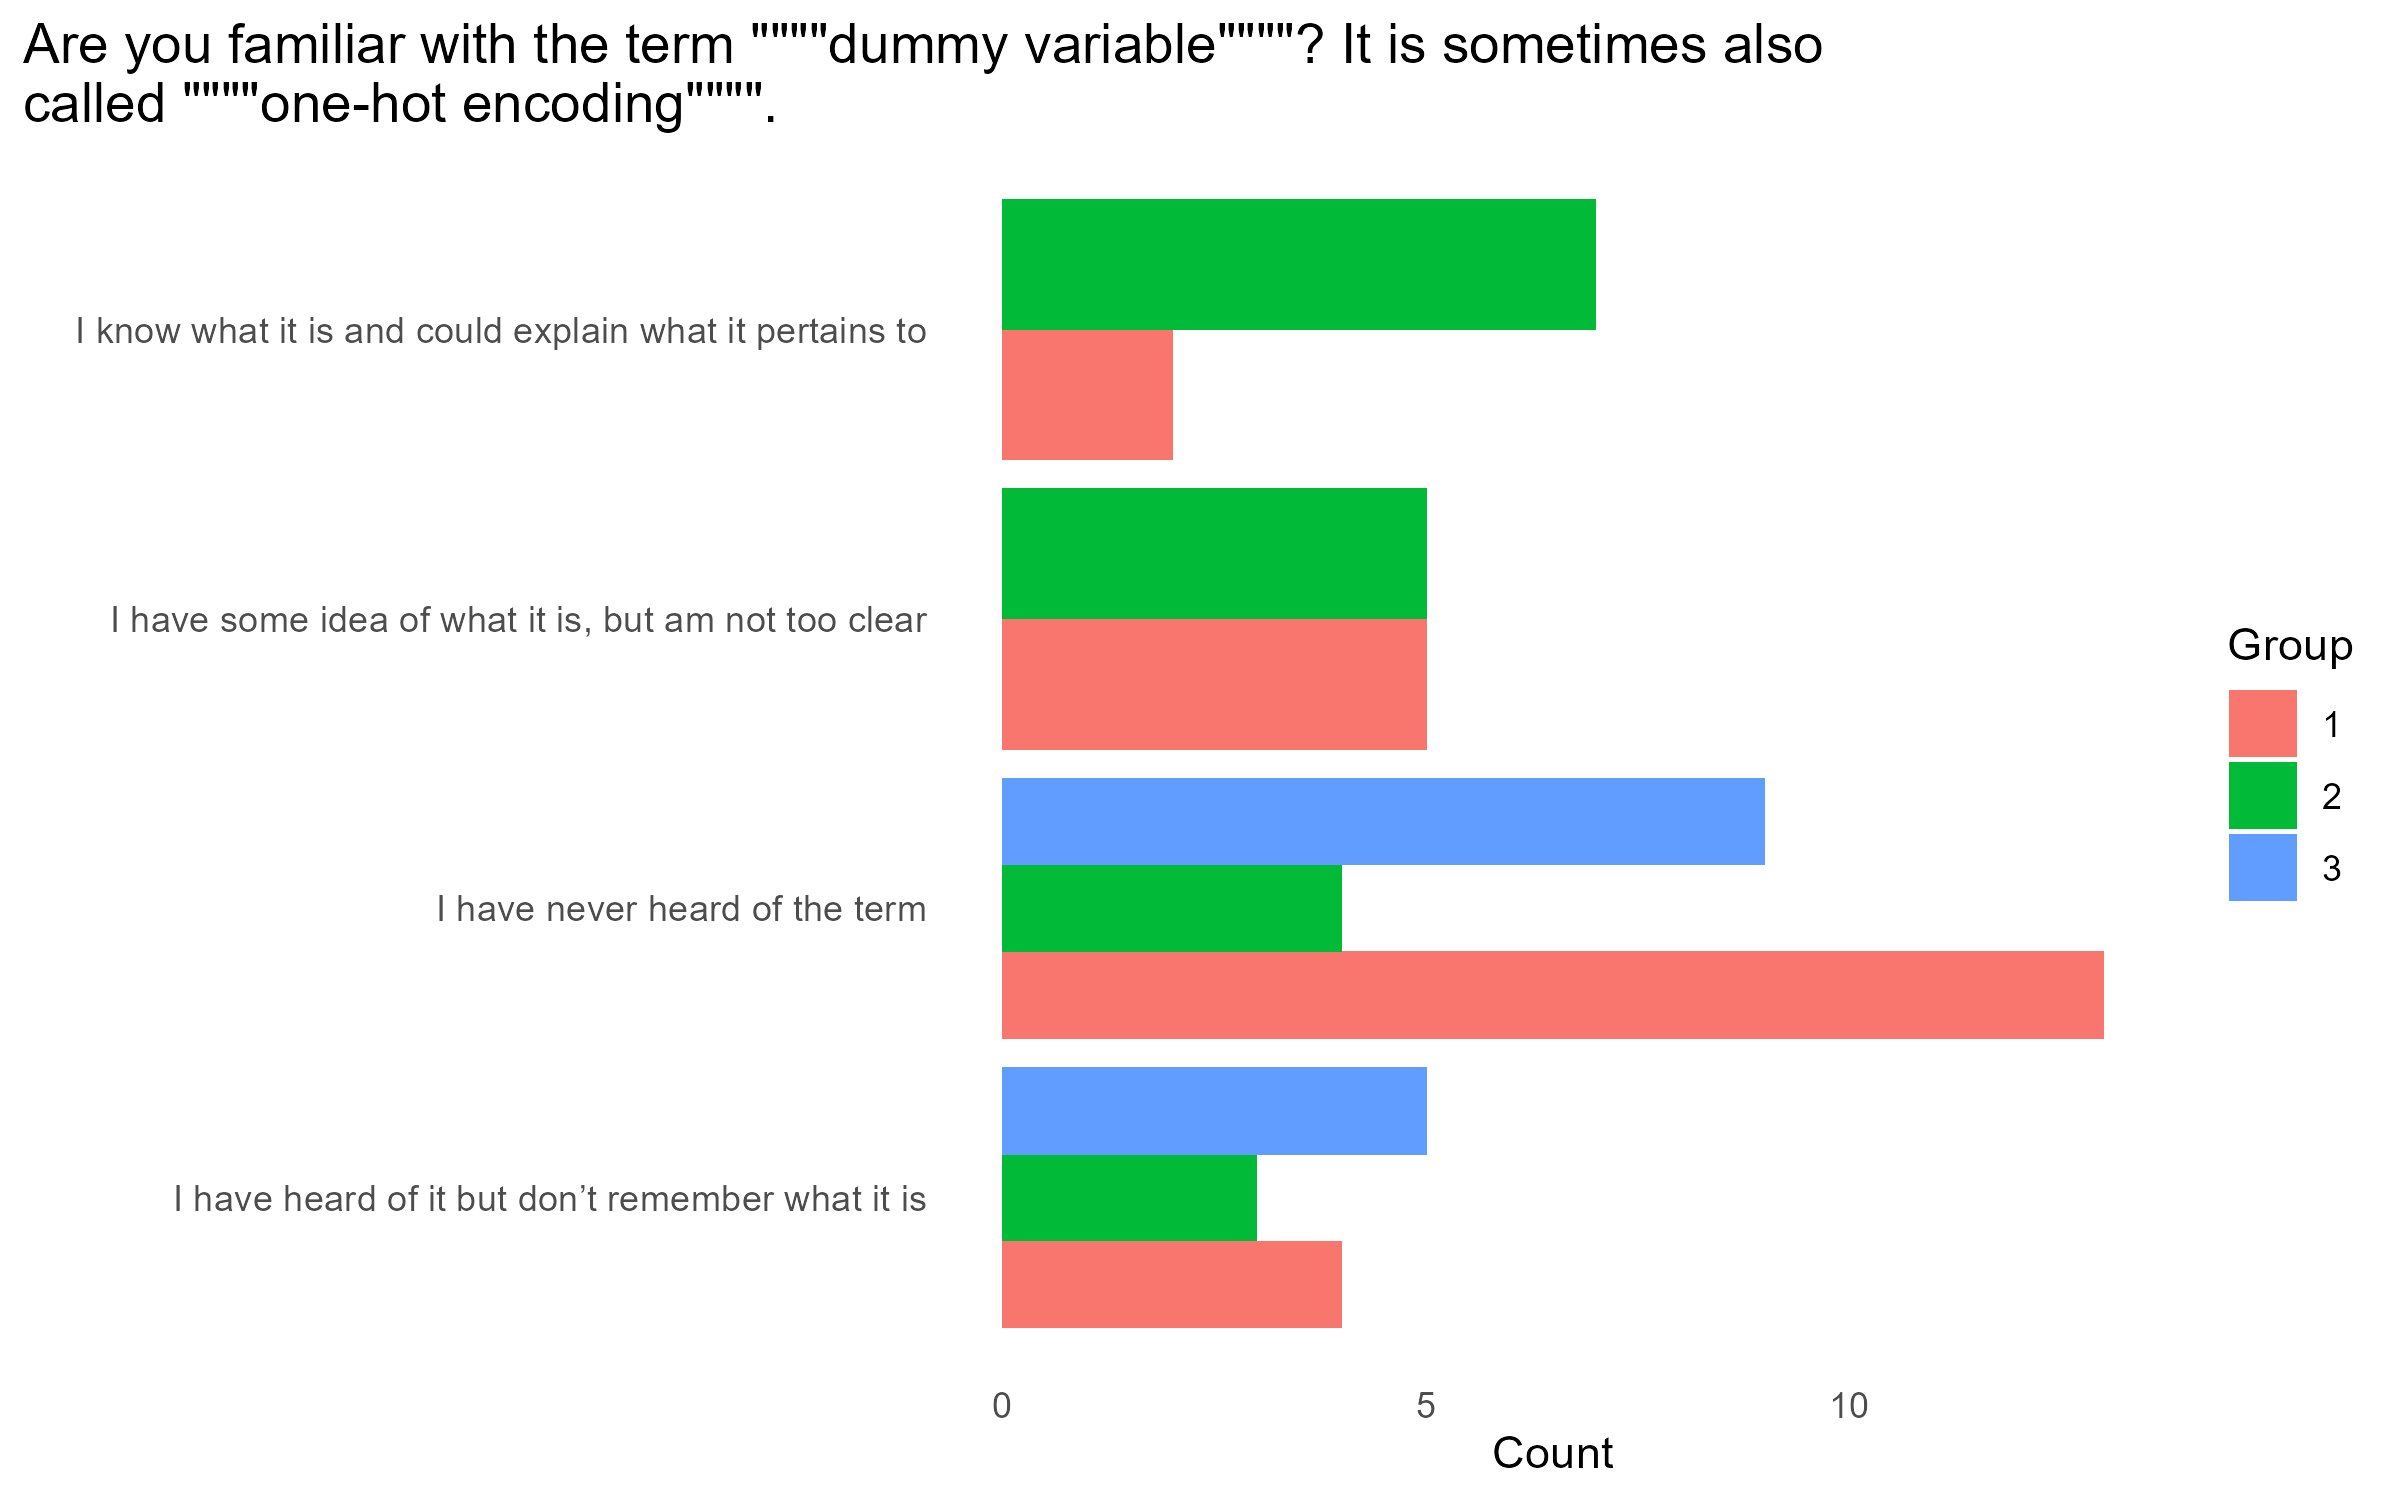 Are you familiar with the term """"dummy variable""""? It is sometimes also
called """"one-hot encoding"""".
I know what it is and could explain what it pertains to
I have some idea of what it is, but am not too clear
I have never heard of the term
I have heard of it but don’t remember what it is
Group
1
2
3
0 5 10
Count